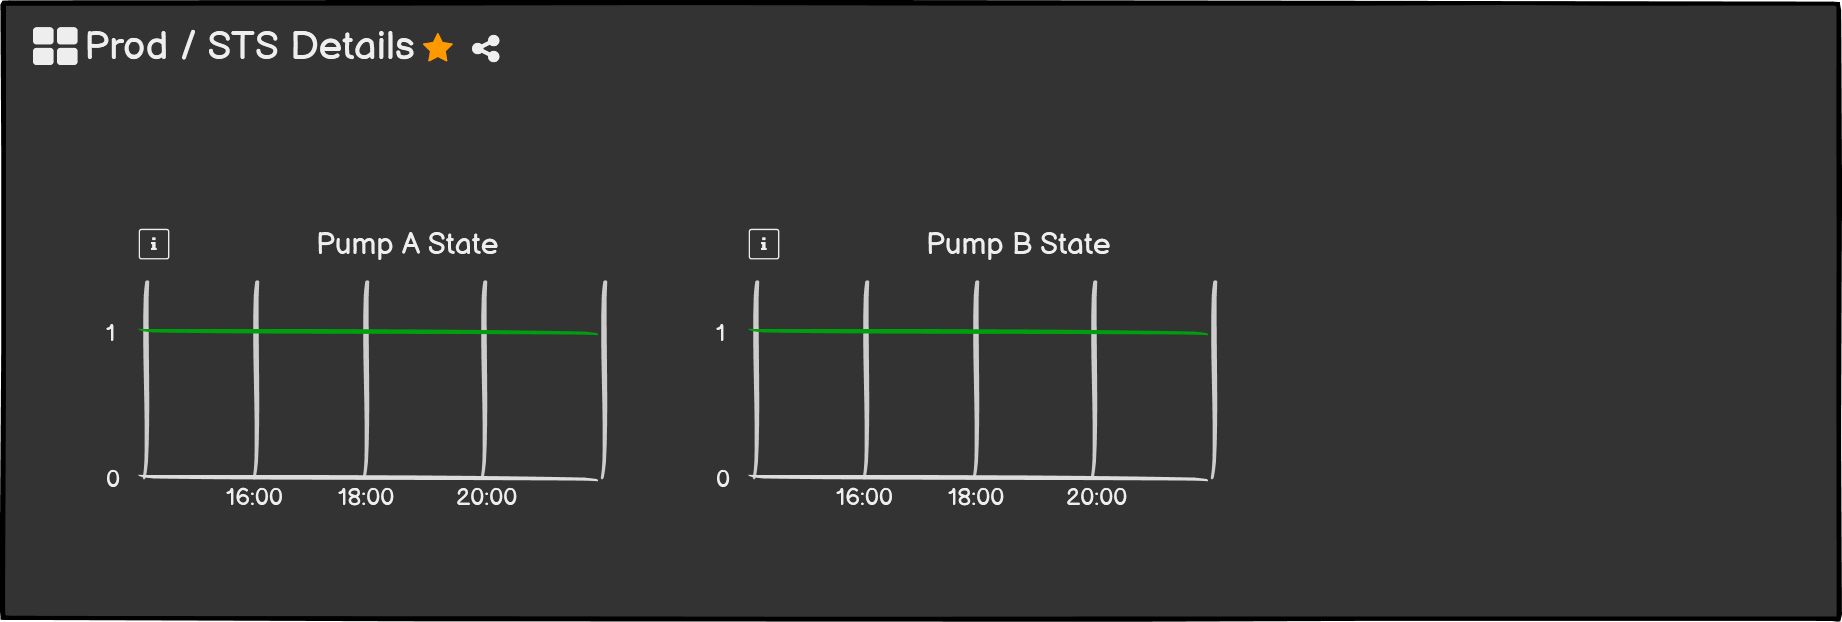 Prod / STS Details
i
Pump A State
1
0
16:00 18:00 20:00
i
Pump B State
1
0
16:00 18:00 20:00